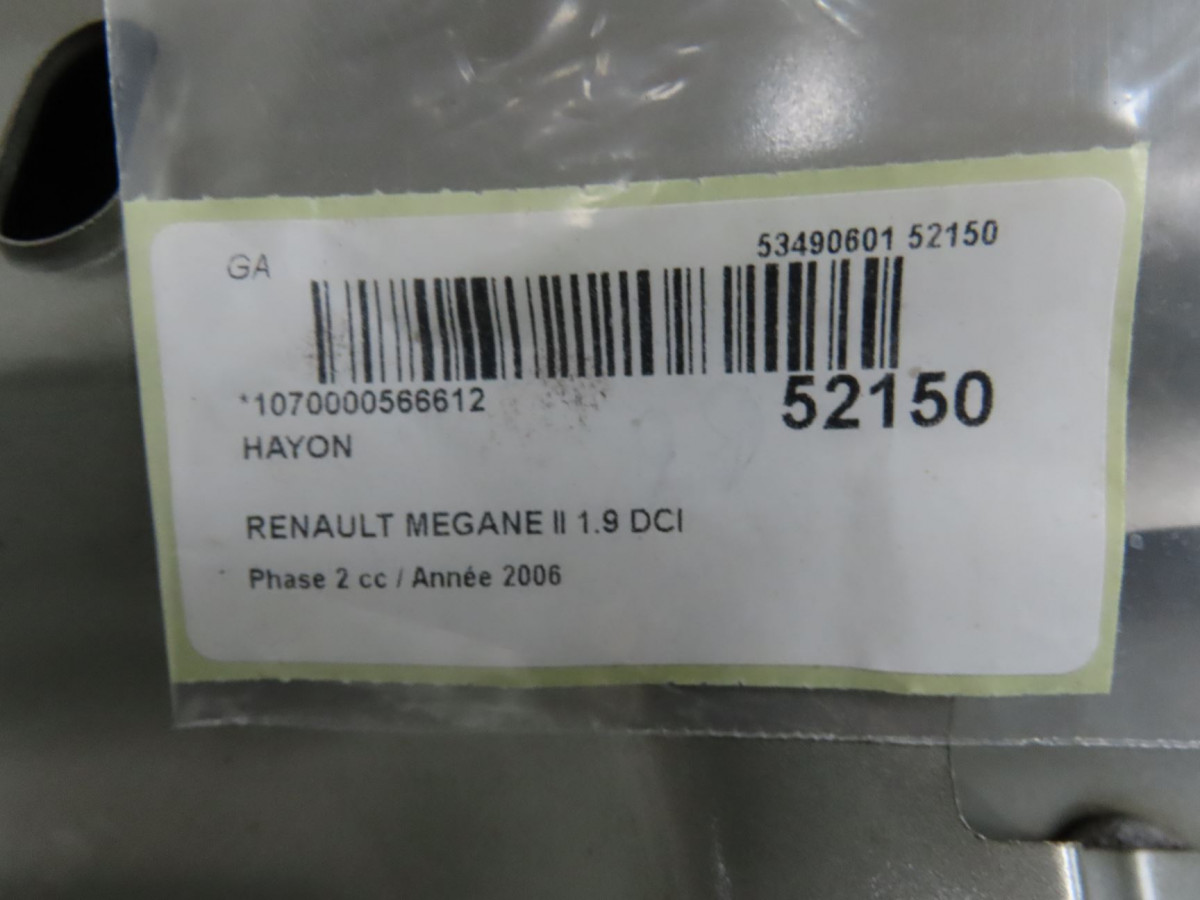 GA
53490601 52150
*1070000566612
52150
HAYON
RENAULT MEGANE II 1.9 DCI
Phase 2 cc / Année 2006